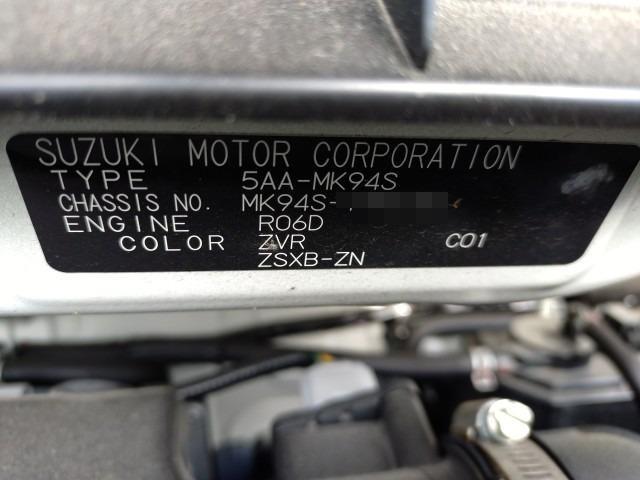 SUZUKI MOTOR CORPORATION
TYPE 5AA-MK94S
CHASSIS NO. MK94S-
ENGINE R06D
COLOR ZVR C01
ZSXB-ZN